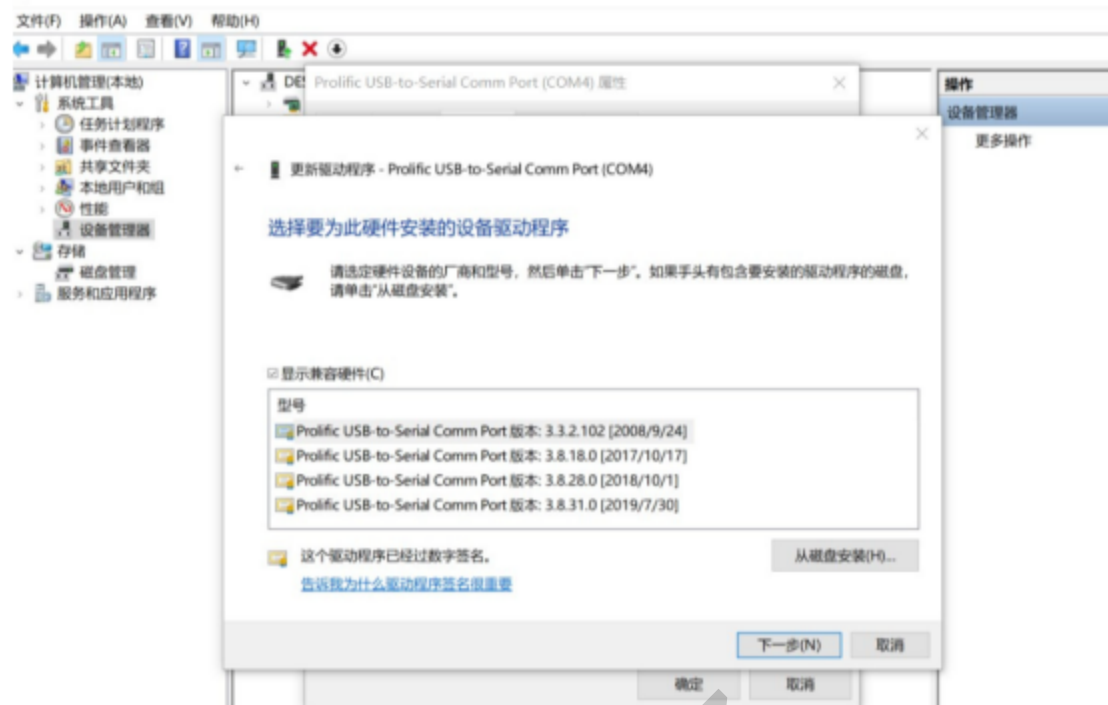 文件(F) 操作(A) 查看(V) 帮助(H)
计算机管理(本地)
系统工具
任务计划程序
事件查看器
共享文件夹
本地用户和组
性能
设备管理器
存储
磁盘管理
服务和应用程序
DES
Prolific USB-to-Serial Comm Port (COM4) 属性
更新驱动程序 - Prolific USB-to-Serial Comm Port (COM4)
选择要为此硬件安装的设备驱动程序
请选定硬件设备的厂商和型号，然后单击"下一步"。如果手头有包含要安装的驱动程序的磁盘，
请单击"从磁盘安装"。
显示兼容硬件(C)
型号
Prolific USB-to-Serial Comm Port 版本: 3.3.2.102 [2008/9/24]
Prolific USB-to-Serial Comm Port 版本: 3.8.18.0 [2017/10/17]
Prolific USB-to-Serial Comm Port 版本: 3.8.28.0 [2018/10/1]
Prolific USB-to-Serial Comm Port 版本: 3.8.31.0 [2019/7/30]
这个驱动程序已经过数字签名。
从磁盘安装(H)...
告诉我为什么驱动程序签名很重要
下一步(N) 取消
确定 取消
操作
设备管理器
更多操作